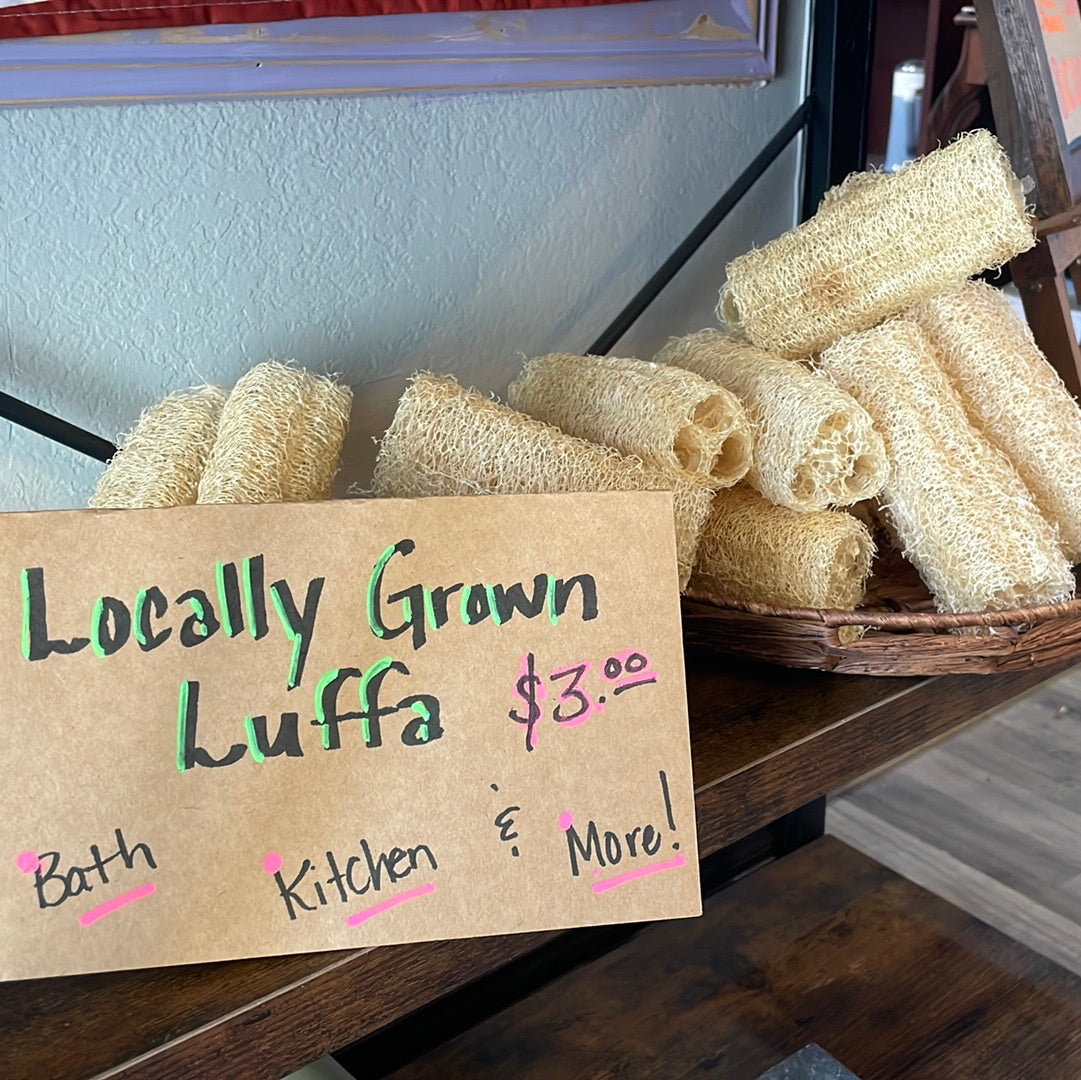 Locally Grown
Luffa $3.00
Bath Kitchen & More!